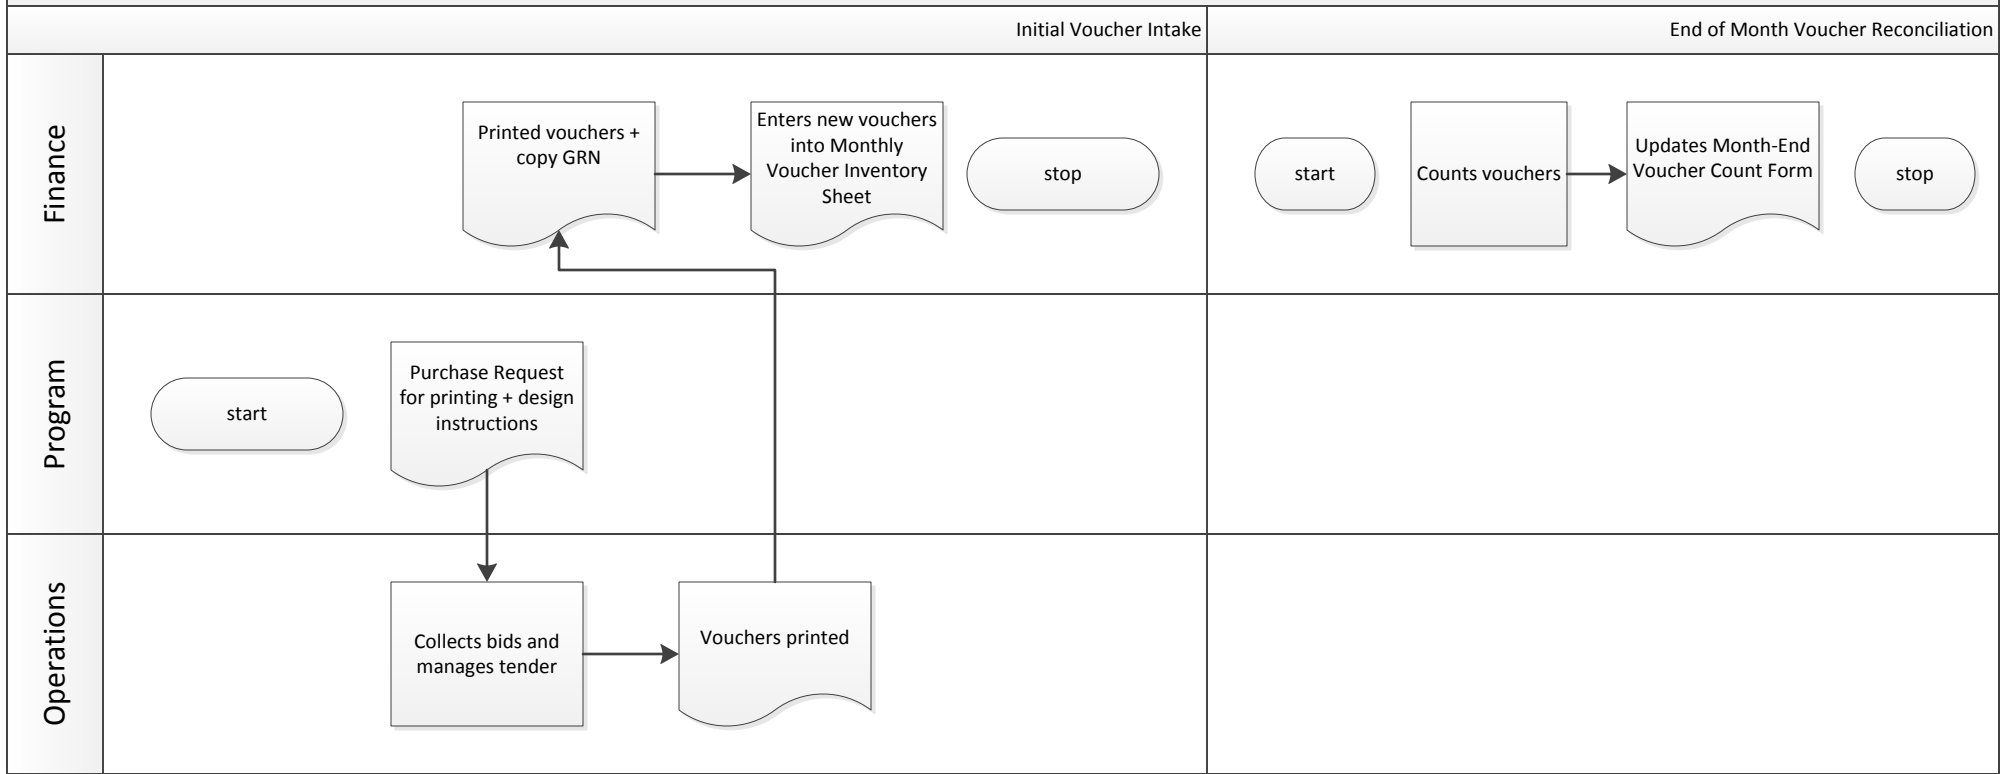 Initial Voucher Intake
End of Month Voucher Reconciliation
Finance
Printed vouchers +
copy GRN
Enters new vouchers
into Monthly
Voucher Inventory
Sheet
stop
start
Counts vouchers
Updates Month-End
Voucher Count Form
stop
Program
start
Purchase Request
for printing + design
instructions
Operations
Collects bids and
manages tender
Vouchers printed